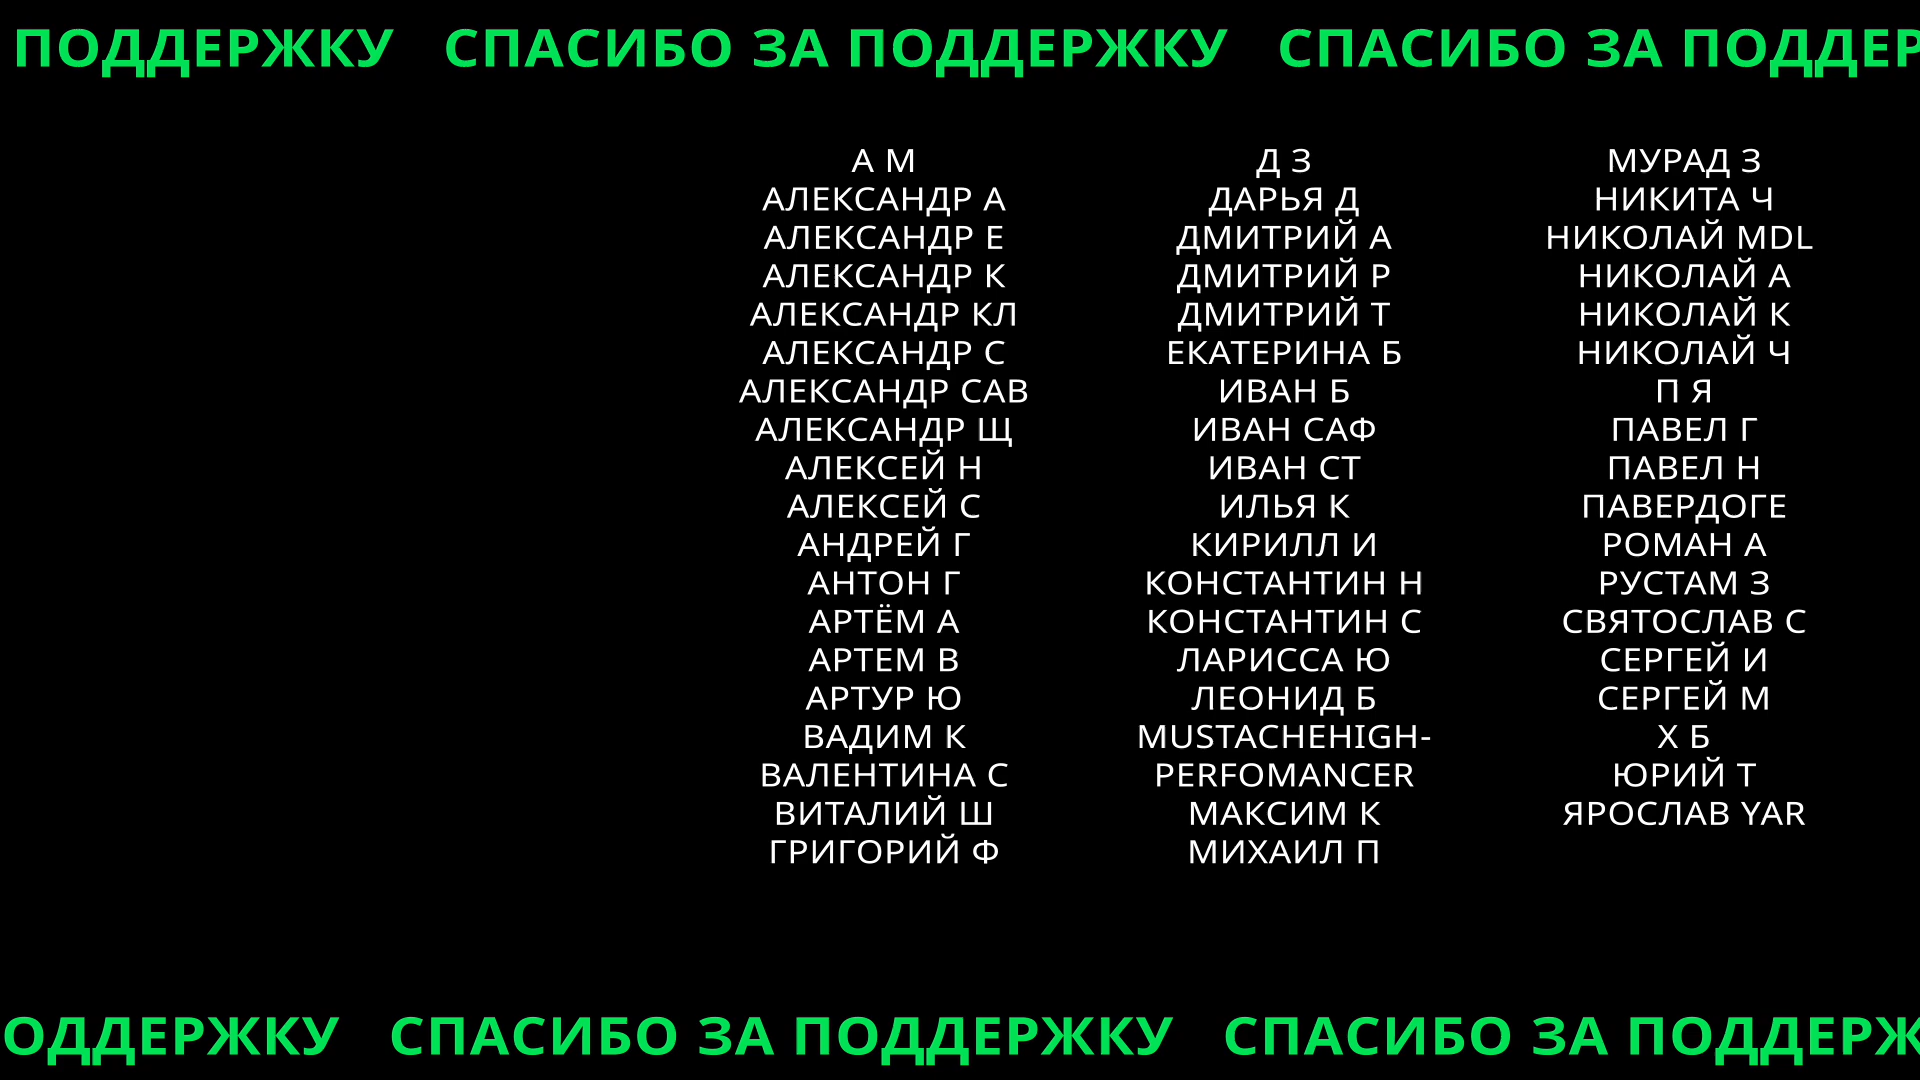 ПОДДЕРЖКУ СПАСИБО ЗА ПОДДЕРЖКУ СПАСИБО ЗА ПОДДЕР
А М
АЛЕКСАНДР А
АЛЕКСАНДР Е
АЛЕКСАНДР К
АЛЕКСАНДР КЛ
АЛЕКСАНДР С
АЛЕКСАНДР САВ
АЛЕКСАНДР Щ
АЛЕКСЕЙ Н
АЛЕКСЕЙ С
АНДРЕЙ Г
АНТОН Г
АРТЁМ А
АРТЕМ В
АРТУР Ю
ВАДИМ К
ВАЛЕНТИНА С
ВИТАЛИЙ Ш
ГРИГОРИЙ Ф
Д З
ДАРЬЯ Д
ДМИТРИЙ А
ДМИТРИЙ Р
ДМИТРИЙ Т
ЕКАТЕРИНА Б
ИВАН Б
ИВАН САФ
ИВАН СТ
ИЛЬЯ К
КИРИЛЛ И
КОНСТАНТИН Н
КОНСТАНТИН С
ЛАРИССА Ю
ЛЕОНИД Б
MUSTACHEHIGH-
PERFOMANCER
МАКСИМ К
МИХАИЛ П
МУРАД З
НИКИТА Ч
НИКОЛАЙ MDL
НИКОЛАЙ А
НИКОЛАЙ К
НИКОЛАЙ Ч
П Я
ПАВЕЛ Г
ПАВЕЛ Н
ПАВЕРДОГЕ
РОМАН А
РУСТАМ З
СВЯТОСЛАВ С
СЕРГЕЙ И
СЕРГЕЙ М
Х Б
ЮРИЙ Т
ЯРОСЛАВ YAR
ОДДЕРЖКУ СПАСИБО ЗА ПОДДЕРЖКУ СПАСИБО ЗА ПОДДЕРЖ